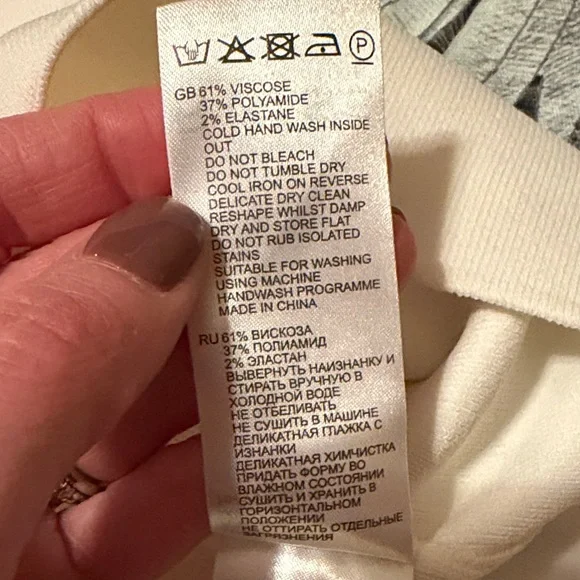 GB 61% VISCOSE
37% POLYAMIDE
2% ELASTANE
COLD HAND WASH INSIDE
OUT
DO NOT BLEACH
DO NOT TUMBLE DRY
COOL IRON ON REVERSE
DELICATE DRY CLEAN
RESHAPE WHILST DAMP
DRY AND STORE FLAT
DO NOT RUB ISOLATED
STAINS
SUITABLE FOR WASHING
USING MACHINE
HANDWASH PROGRAMME
MADE IN CHINA
RU 61% ВИСКОЗА
37% ПОЛИАМИД
2% ЭЛАСТАН
ВЫВЕРНУТЬ НАИЗНАНКУ И
СТИРАТЬ ВРУЧНУЮ В
ХОЛОДНОЙ ВОДЕ
НЕ ОТБЕЛИВАТЬ
НЕ СУШИТЬ В МАШИНЕ
ДЕЛИКАТНАЯ ГЛАЖКА С
ИЗНАНКИ
ДЕЛИКАТНАЯ ХИМЧИСТКА
ПРИДАТЬ ФОРМУ ВО
ВЛАЖНОМ СОСТОЯНИИ
СУШИТЬ И ХРАНИТЬ В
ГОРИЗОНТАЛЬНОМ
ПОЛОЖЕНИИ
НЕ ОТТИРАТЬ ОТДЕЛЬНЫЕ
ЗАГРЯЗНЕНИЯ